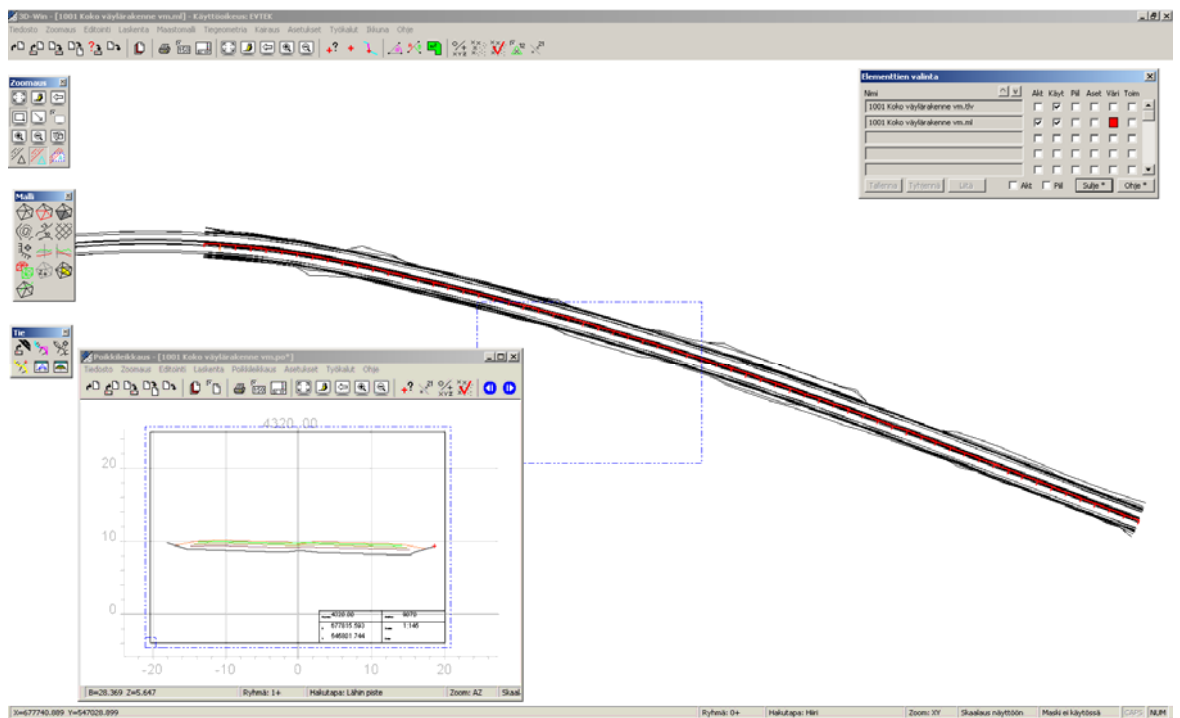 3D-Win - [1001 Koko väylärakenne vm.ml] - Käyttöoikeus: EVTEK
Tiedosto Zoomaus Editointi Laskenta Maastomalli Tiegeometria Kairaus Asetukset Työkalut Ikkuna Ohje
Zoomaus
Elementtien valinta
Nimi Akt Käyt Piil Aset Väri Toim
1001 Koko väylärakenne vm.tlv
1001 Koko väylärakenne vm.ml
Tallenna Tyhjennä Liitä Akt Piil Sulje * Ohje *
Malli
Tie
Poikkileikkaus - [1001 Koko väylärakenne vm.po*]
Tiedosto Zoomaus Editointi Laskenta Poikkileikkaus Asetukset Työkalut Ohje
4320.00
20
10
0
4320.00 9070
677815.593 1:146
546801.744
-20 -10 0 10 20
B=28.369 Z=5.647 Ryhmä: 1+ Hakutapa: Lähin piste Zoom: AZ Skaal
X=677740.889 Y=547028.899 Ryhmä: 0+ Hakutapa: Hiiri Zoom: XY Skaalaus näyttöön Maski ei käytössä CAPS NUM